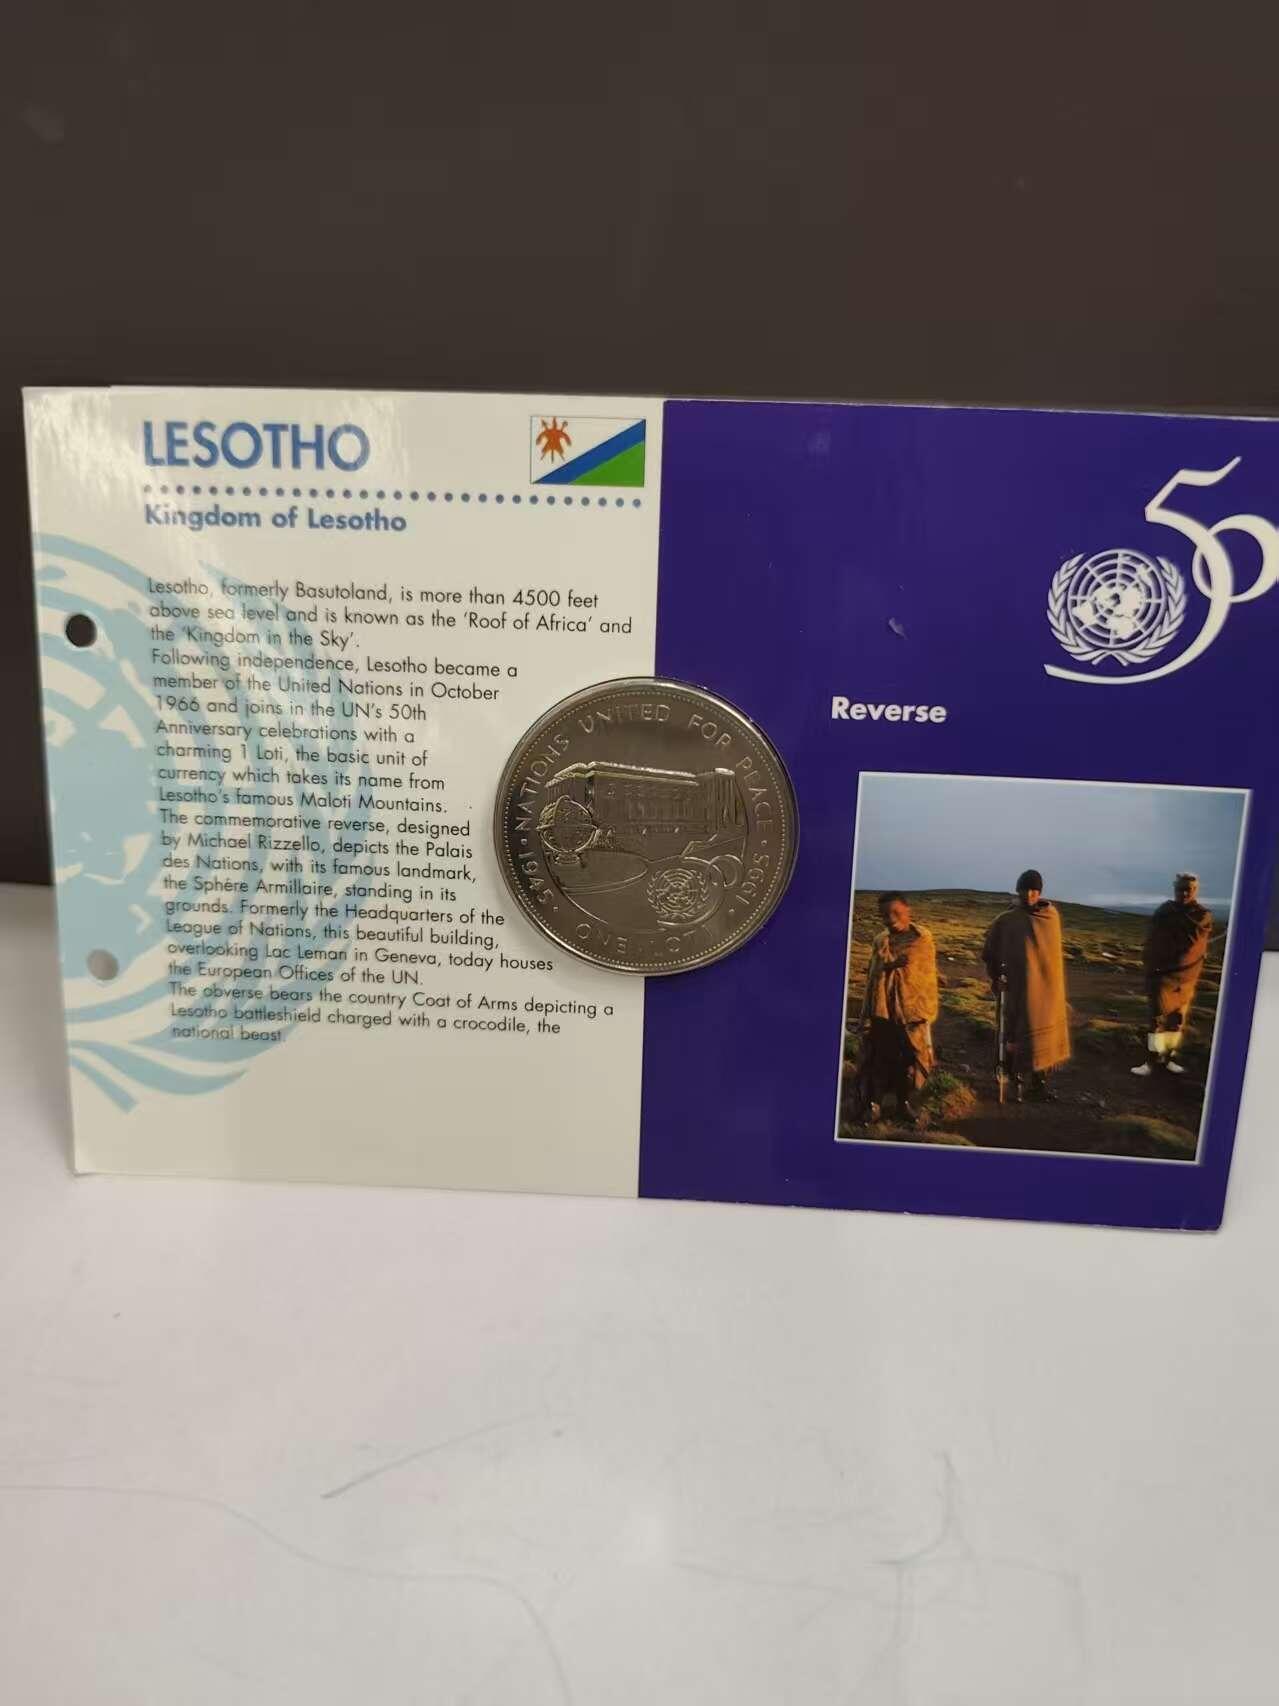 LESOTHO
Kingdom of Lesotho
Lesotho, formerly Basutoland, is more than 4500 feet
above sea level and is known as the 'Roof of Africa' and
the 'Kingdom in the Sky'.
Following independence, Lesotho became a
member of the United Nations in October
1966 and joins in the UN's 50th
Anniversary celebrations with a
charming 1 Loti, the basic unit of
currency which takes its name from
Lesotho's famous Maloti Mountains.
The commemorative reverse, designed
by Michael Rizzello, depicts the Palais
des Nations, with its famous landmark,
the Sphère Armillaire, standing in its
grounds. Formerly the Headquarters of the
League of Nations, this beautiful building,
overlooking Lac Leman in Geneva, today houses
the European Offices of the UN.
The obverse bears the country Coat of Arms depicting a
Lesotho battleshield charged with a crocodile, the
national beast.
1945 · NATIONS UNITED FOR PEACE · 1995
ONE LOTI
50
50
Reverse